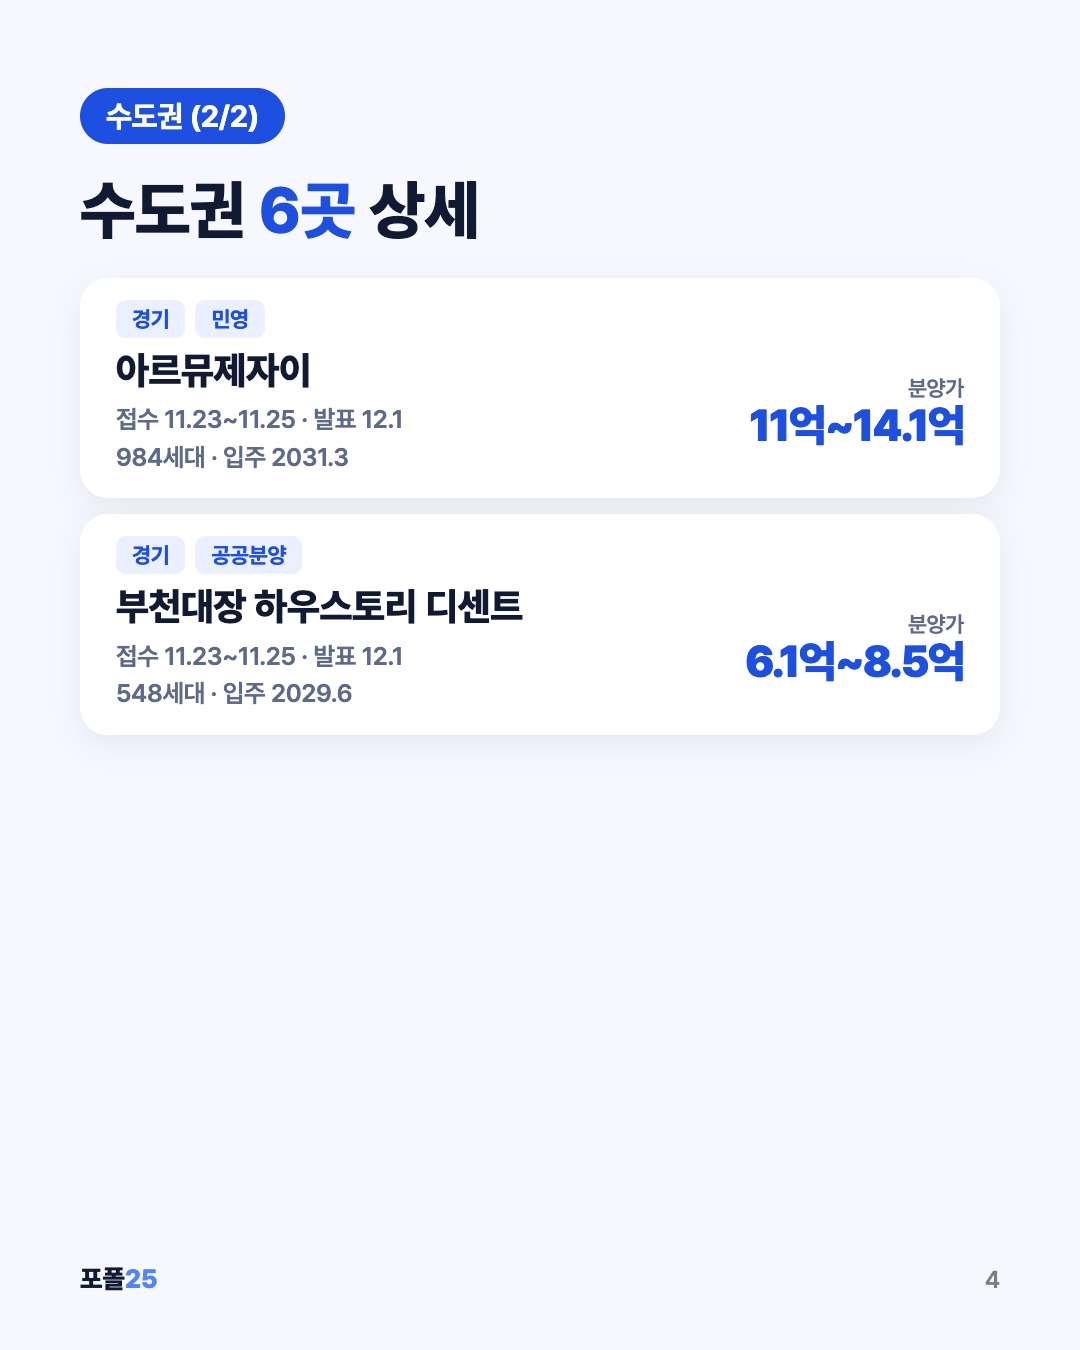 수도권 (2/2)
수도권 6곳 상세
경기 민영
아르뮤제자이
접수 11.23~11.25 · 발표 12.1
984세대 · 입주 2031.3
분양가
11억~14.1억
경기 공공분양
부천대장 하우스토리 디센트
접수 11.23~11.25 · 발표 12.1
548세대 · 입주 2029.6
분양가
6.1억~8.5억
포폴25
4